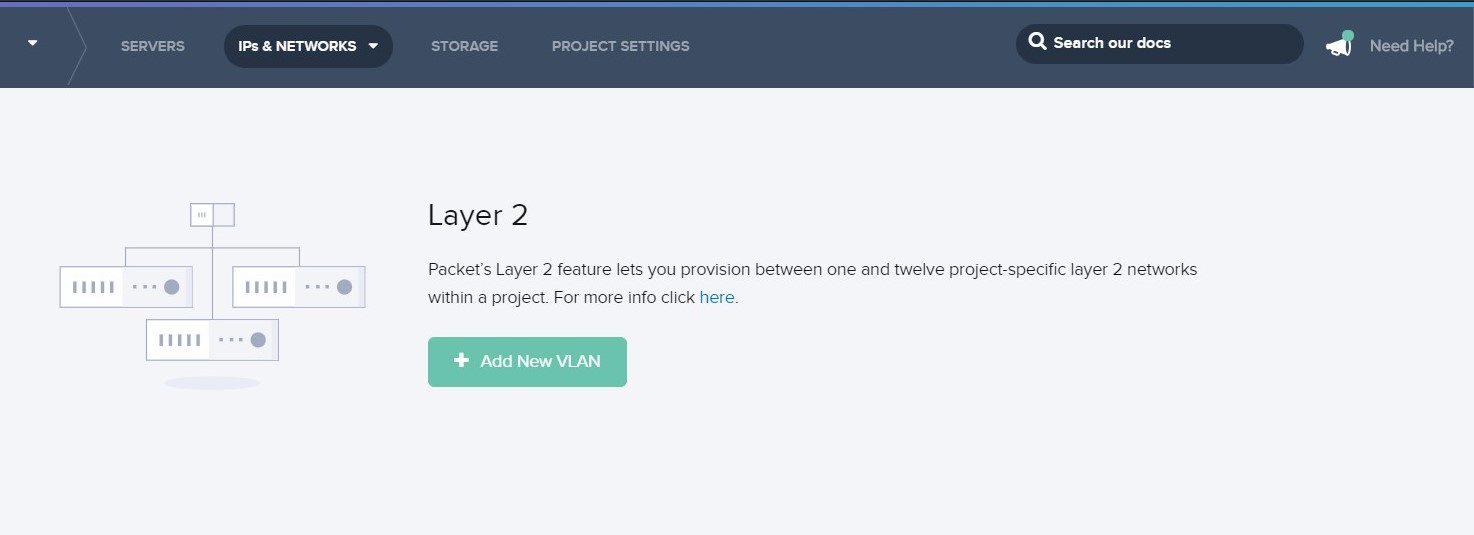 SERVERS
IPs & NETWORKS
STORAGE
PROJECT SETTINGS
Search our docs
Need Help?
Layer 2
Packet’s Layer 2 feature lets you provision between one and twelve project-specific layer 2 networks
within a project. For more info click here.
Add New VLAN